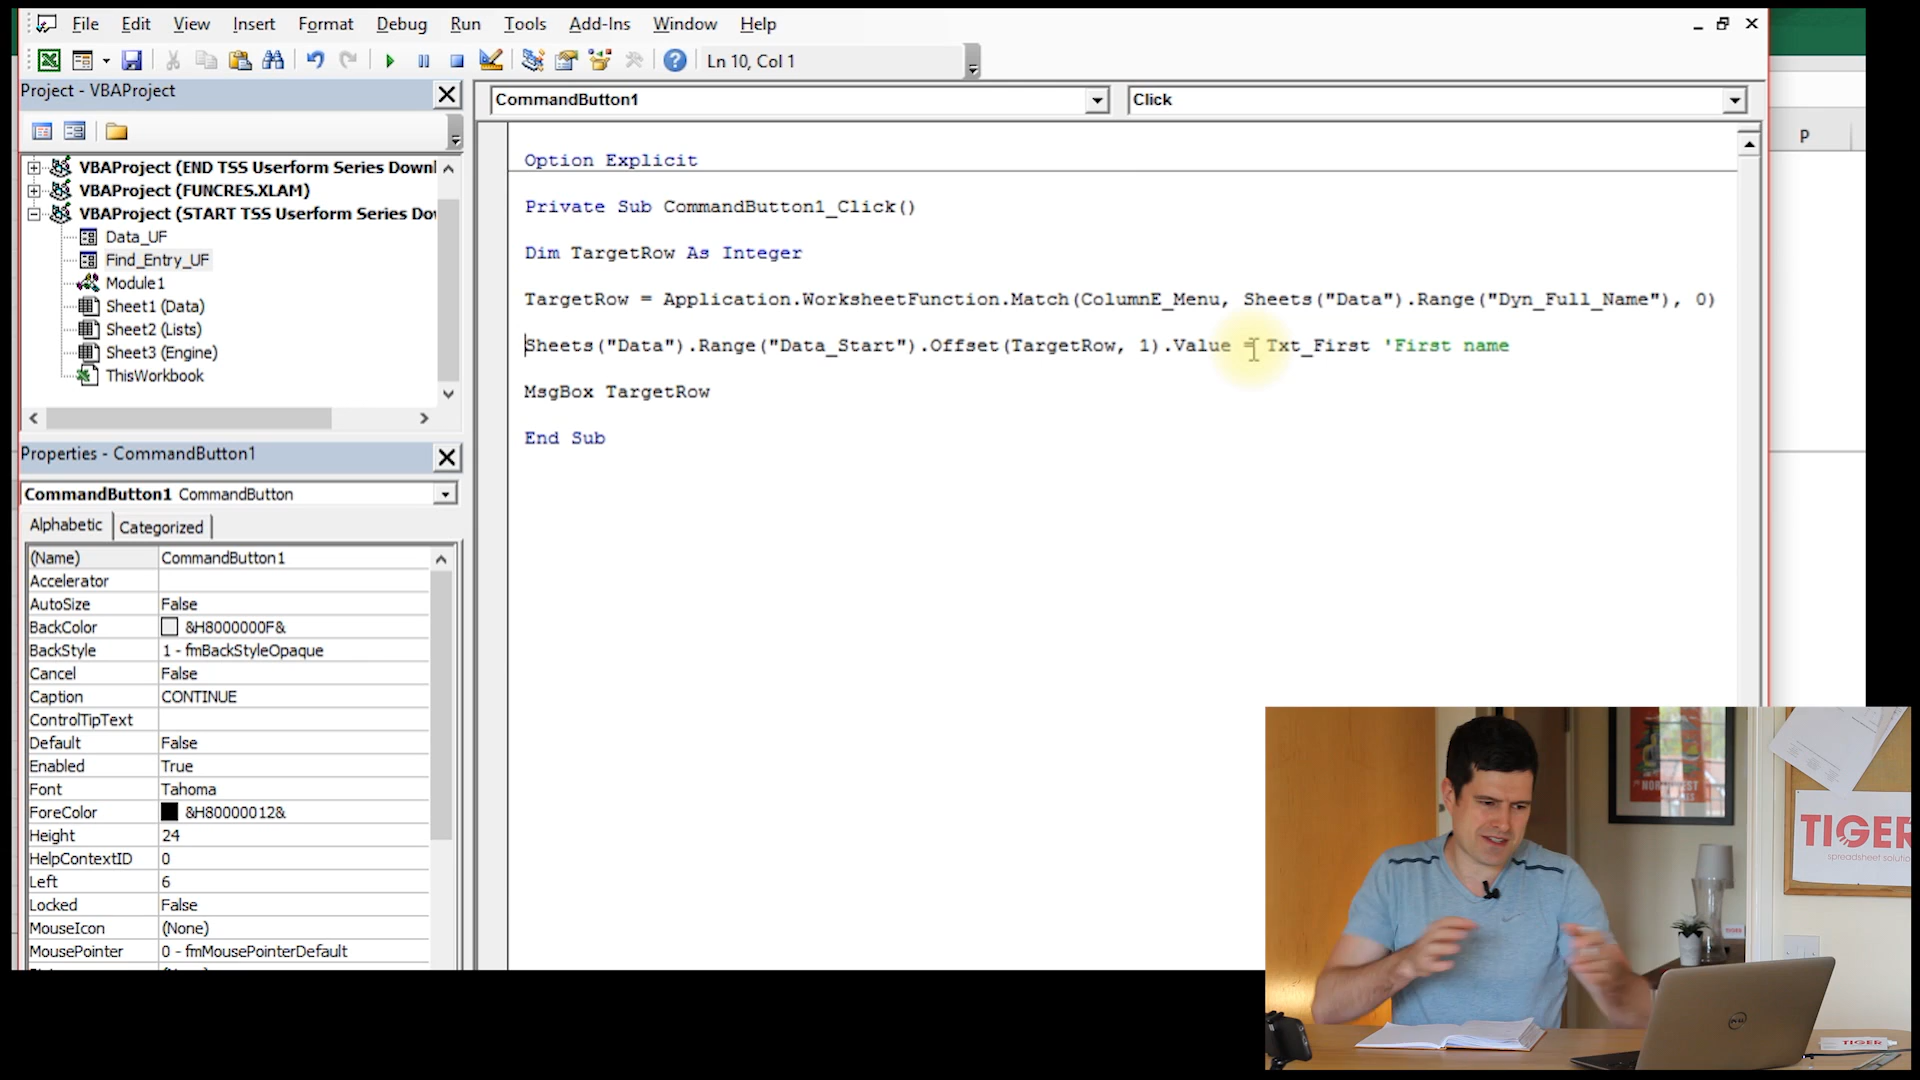 File Edit View Insert Format Debug Run Tools Add-Ins Window Help
Ln 10, Col 1
Project - VBAProject
VBAProject (END TSS Userform Series Downl
VBAProject (FUNCRES.XLAM)
VBAProject (START TSS Userform Series Do
Data_UF
Find_Entry_UF
Module1
Sheet1 (Data)
Sheet2 (Lists)
Sheet3 (Engine)
ThisWorkbook
Properties - CommandButton1
CommandButton1 CommandButton
Alphabetic Categorized
(Name) CommandButton1
Accelerator
AutoSize False
BackColor &H8000000F&
BackStyle 1 - fmBackStyleOpaque
Cancel False
Caption CONTINUE
ControlTipText
Default False
Enabled True
Font Tahoma
ForeColor &H80000012&
Height 24
HelpContextID 0
Left 6
Locked False
MouseIcon (None)
MousePointer 0 - fmMousePointerDefault
CommandButton1 Click
Option Explicit
Private Sub CommandButton1_Click()
Dim TargetRow As Integer
TargetRow = Application.WorksheetFunction.Match(ColumnE_Menu, Sheets("Data").Range("Dyn_Full_Name"), 0)
Sheets("Data").Range("Data_Start").Offset(TargetRow, 1).Value = Txt_First 'First name
MsgBox TargetRow
End Sub
P
TIGER
spreadsheet solutio
DELL
TIGER